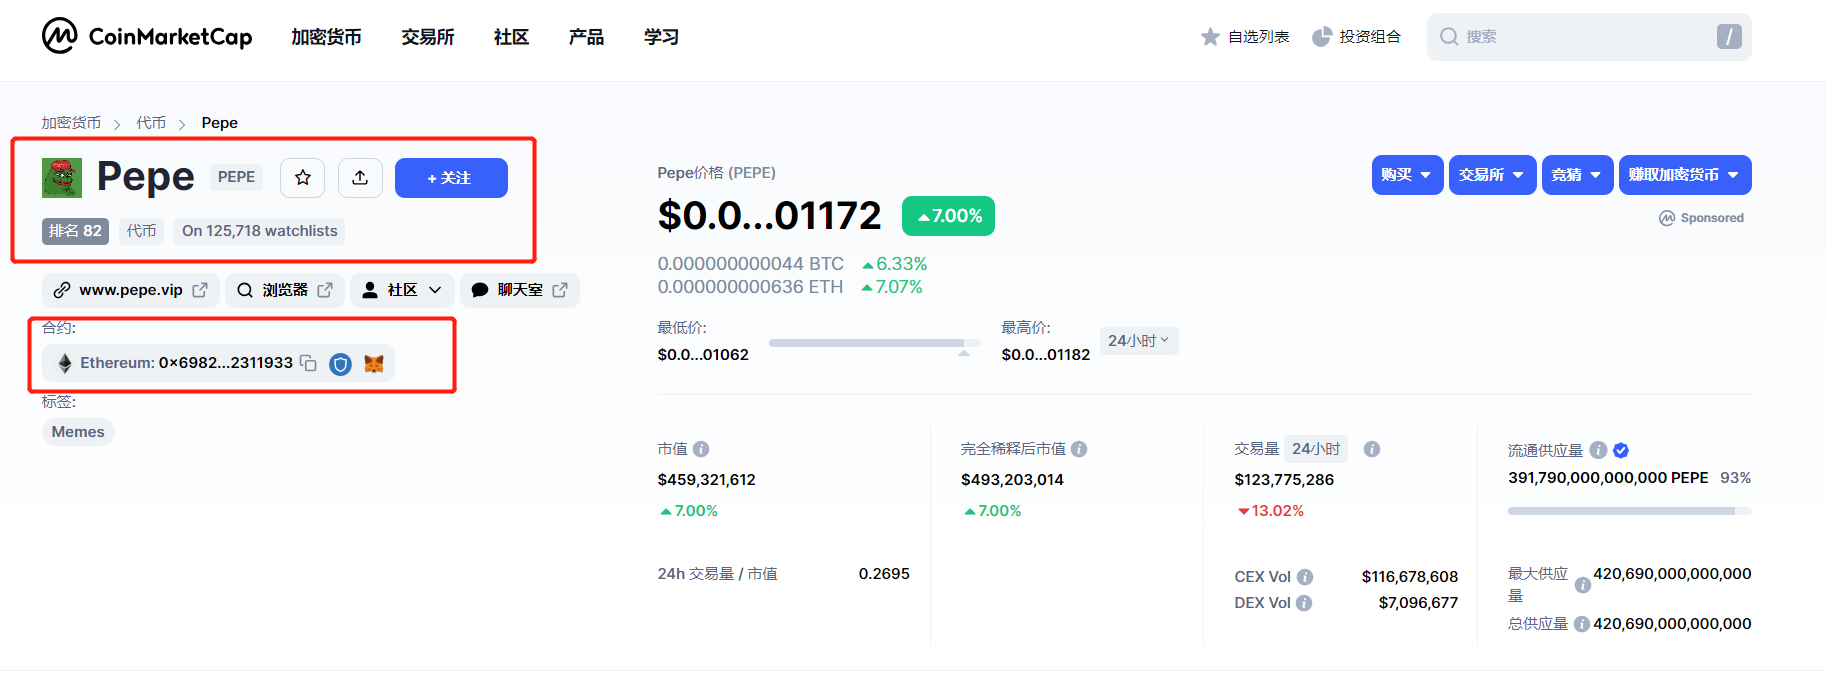 CoinMarketCap 加密货币 交易所 社区 产品 学习 自选列表 投资组合 搜索 /
加密货币 > 代币 > Pepe
Pepe PEPE + 关注
排名 82 代币 On 125,718 watchlists
www.pepe.vip 浏览器 社区 聊天室
合约:
Ethereum: 0x6982...2311933
标签:
Memes
Pepe价格 (PEPE)
$0.0...01172 7.00%
0.000000000044 BTC 6.33%
0.000000000636 ETH 7.07%
购买 交易所 竞猜 赚取加密货币
Sponsored
最低价:
$0.0...01062
最高价:
$0.0...01182
24小时
市值
$459,321,612
7.00%
24h 交易量 / 市值 0.2695
完全稀释后市值
$493,203,014
7.00%
交易量 24小时
$123,775,286
13.02%
CEX Vol $116,678,608
DEX Vol $7,096,677
流通供应量
391,790,000,000,000 PEPE 93%
最大供应量 420,690,000,000,000
总供应量 420,690,000,000,000